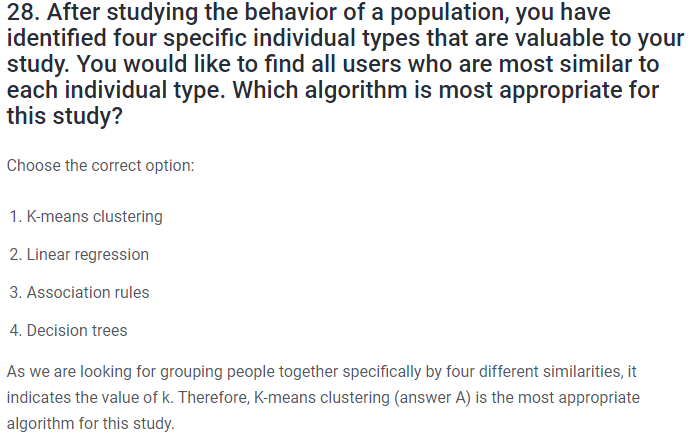 28. After studying the behavior of a population, you have
identified four specific individual types that are valuable to your
study. You would like to find all users who are most similar to
each individual type. Which algorithm is most appropriate for
this study?
Choose the correct option:
1. K-means clustering
2. Linear regression
3. Association rules
4. Decision trees
As we are looking for grouping people together specifically by four different similarities, it
indicates the value of k. Therefore, K-means clustering (answer A) is the most appropriate
algorithm for this study.